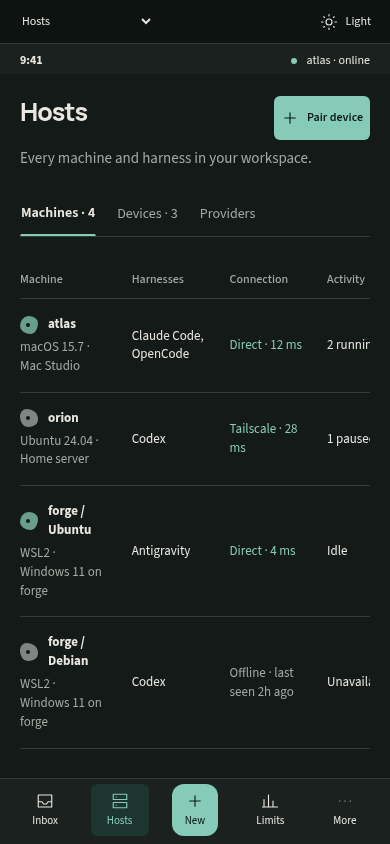 Hosts
Light
9:41
atlas · online
Hosts
Pair device
Every machine and harness in your workspace.
Machines · 4
Devices · 3
Providers
Machine
Harnesses
Connection
Activity
atlas
macOS 15.7 ·
Mac Studio
Claude Code,
OpenCode
Direct · 12 ms
2 runnin
orion
Ubuntu 24.04 ·
Home server
Codex
Tailscale · 28
ms
1 paused
forge /
Ubuntu
WSL2 ·
Windows 11 on
forge
Antigravity
Direct · 4 ms
Idle
forge /
Debian
WSL2 ·
Windows 11 on
forge
Codex
Offline · last
seen 2h ago
Unavaila
Inbox
Hosts
New
Limits
More